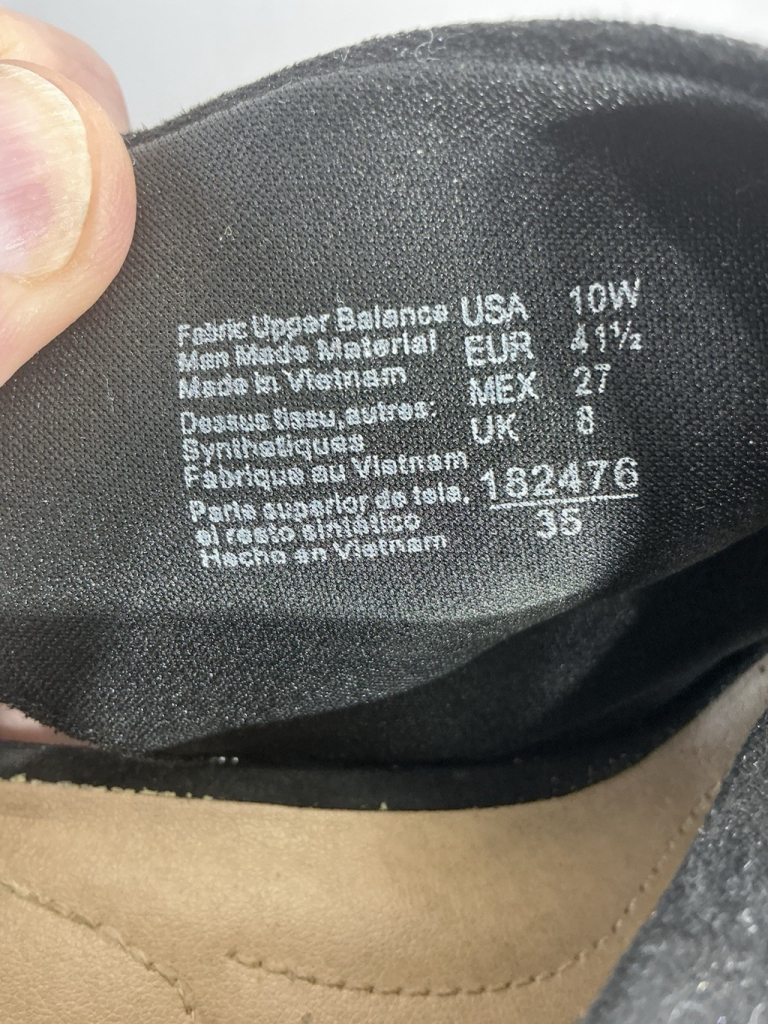 Fabric Upper Balance
Man Made Material
Made in Vietnam
Dessus:tissu,autres:
Synthetiques
Fabrique au Vietnam
Parte superior de tela,
el resto sintético
Hecho en Vietnam
USA 10W
EUR 41½
MEX 27
UK 8
182476
35